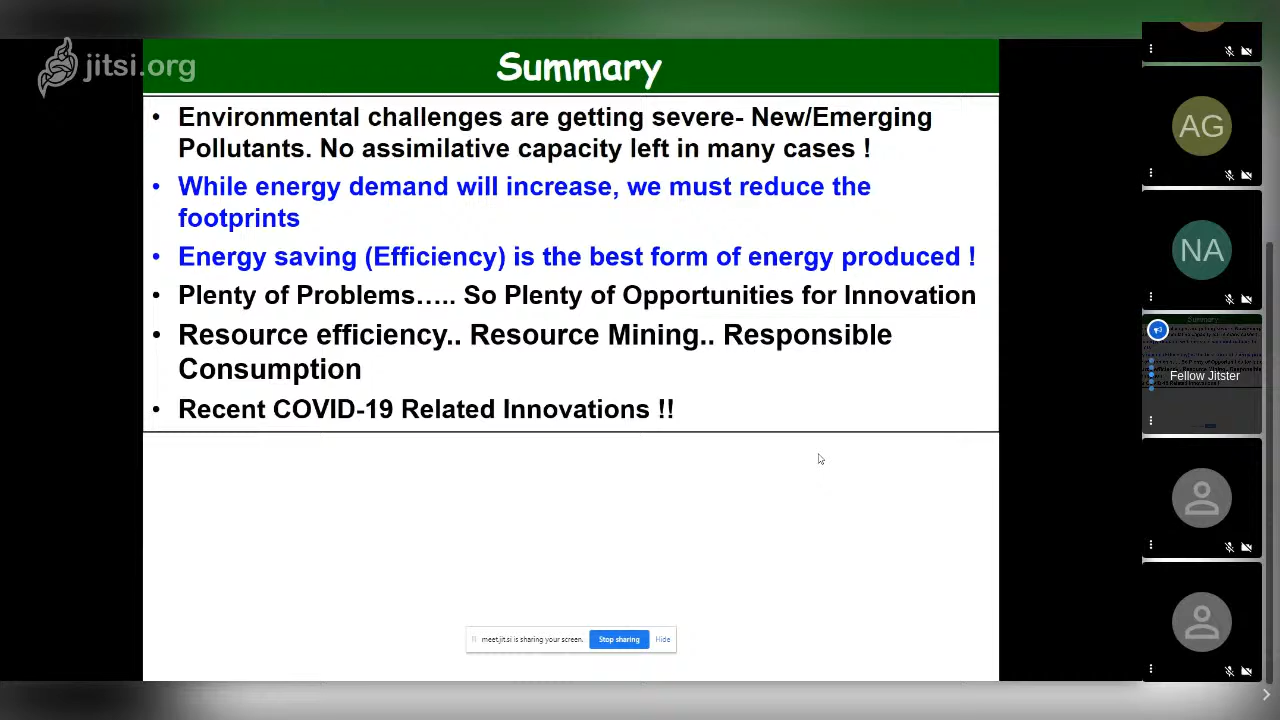 jitsi.org
Summary
• Environmental challenges are getting severe- New/Emerging
Pollutants. No assimilative capacity left in many cases !
• While energy demand will increase, we must reduce the
footprints
• Energy saving (Efficiency) is the best form of energy produced !
• Plenty of Problems….. So Plenty of Opportunities for Innovation
• Resource efficiency.. Resource Mining.. Responsible
Consumption
• Recent COVID-19 Related Innovations !!
meet.jit.si is sharing your screen. Stop sharing Hide
AG
NA
Fellow Jitster